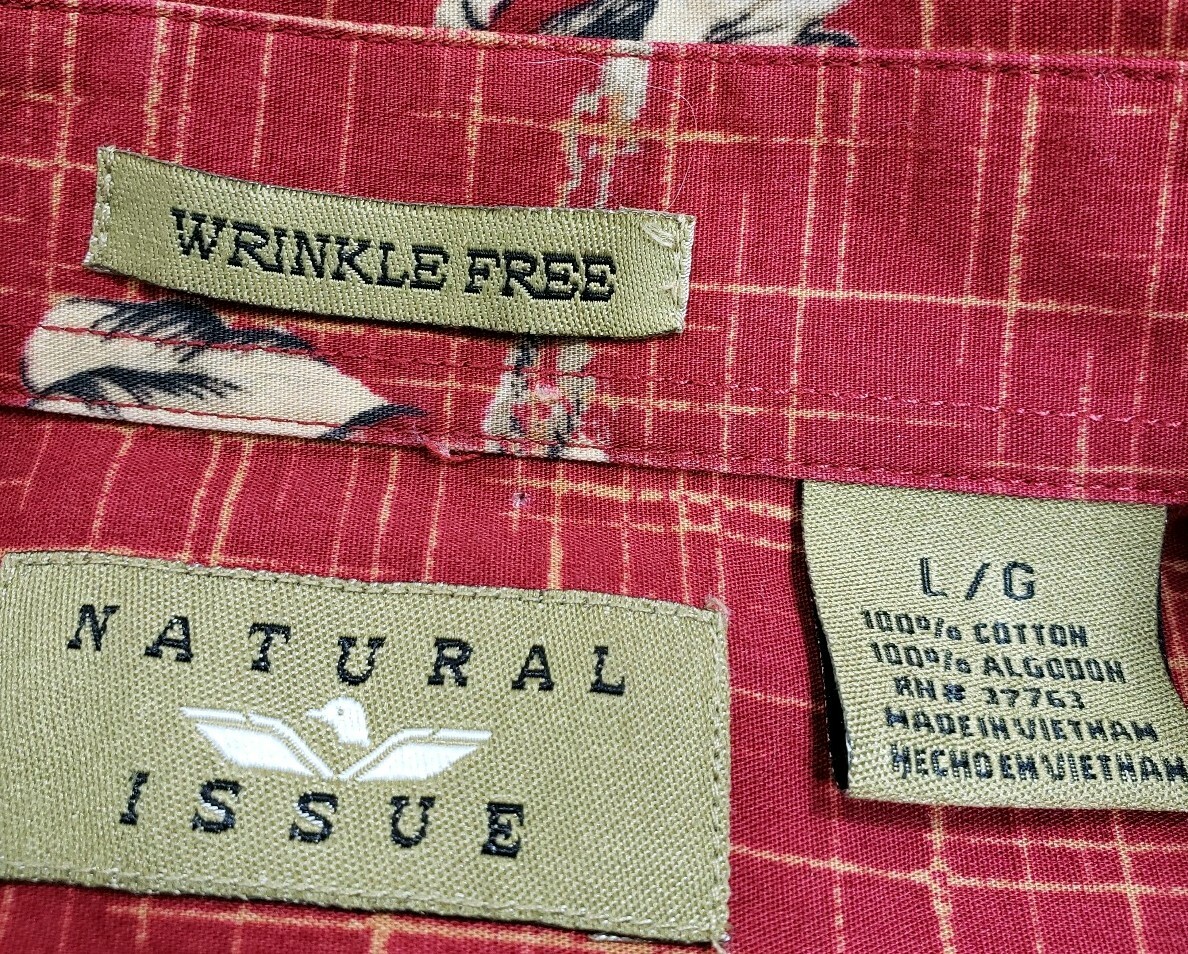 WRINKLE FREE
NATURAL
ISSUE
L/G
100% COTTON
100% ALGODON
RN# 37763
MADE IN VIETNAM
HECHO EN VIETNAM